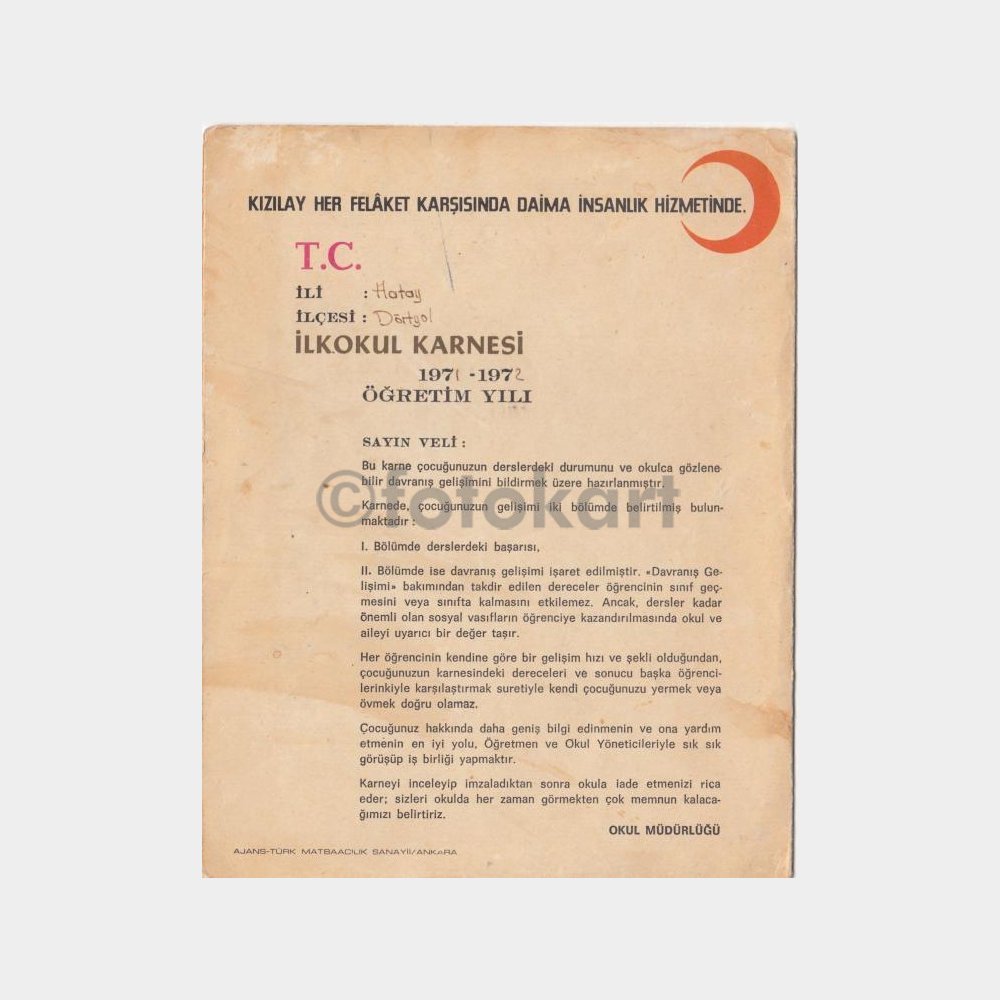 KIZILAY HER FELÂKET KARŞISINDA DAİMA İNSANLIK HİZMETİNDE.
T.C.
İLİ : Hatay
İLÇESİ : Dörtyol
İLKOKUL KARNESİ
1971 - 1972
ÖĞRETİM YILI
SAYIN VELİ :
Bu karne çocuğunuzun derslerdeki durumunu ve okulca gözlene-
bilir davranış gelişimini bildirmek üzere hazırlanmıştır.
Karnede, çocuğunuzun gelişimi iki bölümde belirtilmiş bulun-
maktadır :
©fotokart
I. Bölümde derslerdeki başarısı,
II. Bölümde ise davranış gelişimi işaret edilmiştir. «Davranış Ge-
lişimi» bakımından takdir edilen dereceler öğrencinin sınıf geç-
mesini veya sınıfta kalmasını etkilemez. Ancak, dersler kadar
önemli olan sosyal vasıfların öğrenciye kazandırılmasında okul ve
aileyi uyarıcı bir değer taşır.
Her öğrencinin kendine göre bir gelişim hızı ve şekli olduğundan,
çocuğunuzun karnesindeki dereceleri ve sonucu başka öğrenci-
lerinkiyle karşılaştırmak suretiyle kendi çocuğunuzu yermek veya
övmek doğru olamaz.
Çocuğunuz hakkında daha geniş bilgi edinmenin ve ona yardım
etmenin en iyi yolu, Öğretmen ve Okul Yöneticileriyle sık sık
görüşüp iş birliği yapmaktır.
Karneyi inceleyip imzaladıktan sonra okula iade etmenizi rica
eder; sizleri okulda her zaman görmekten çok memnun kalaca-
ğımızı belirtiriz.
OKUL MÜDÜRLÜĞÜ
AJANS-TÜRK MATBAACILIK SANAYİİ/ANKARA